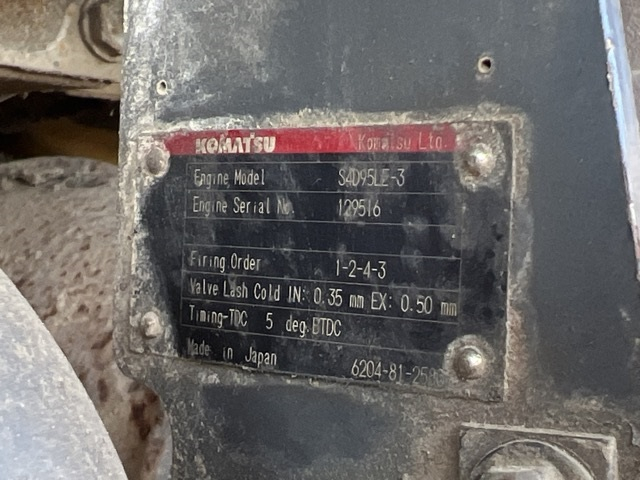 KOMATSU Komatsu Ltd.
Engine Model S4D95LE-3
Engine Serial No. 129516
Firing Order 1-2-4-3
Valve Lash Cold IN: 0.35 mm EX: 0.50 mm
Timing-TDC 5 deg.BTDC
Made in Japan